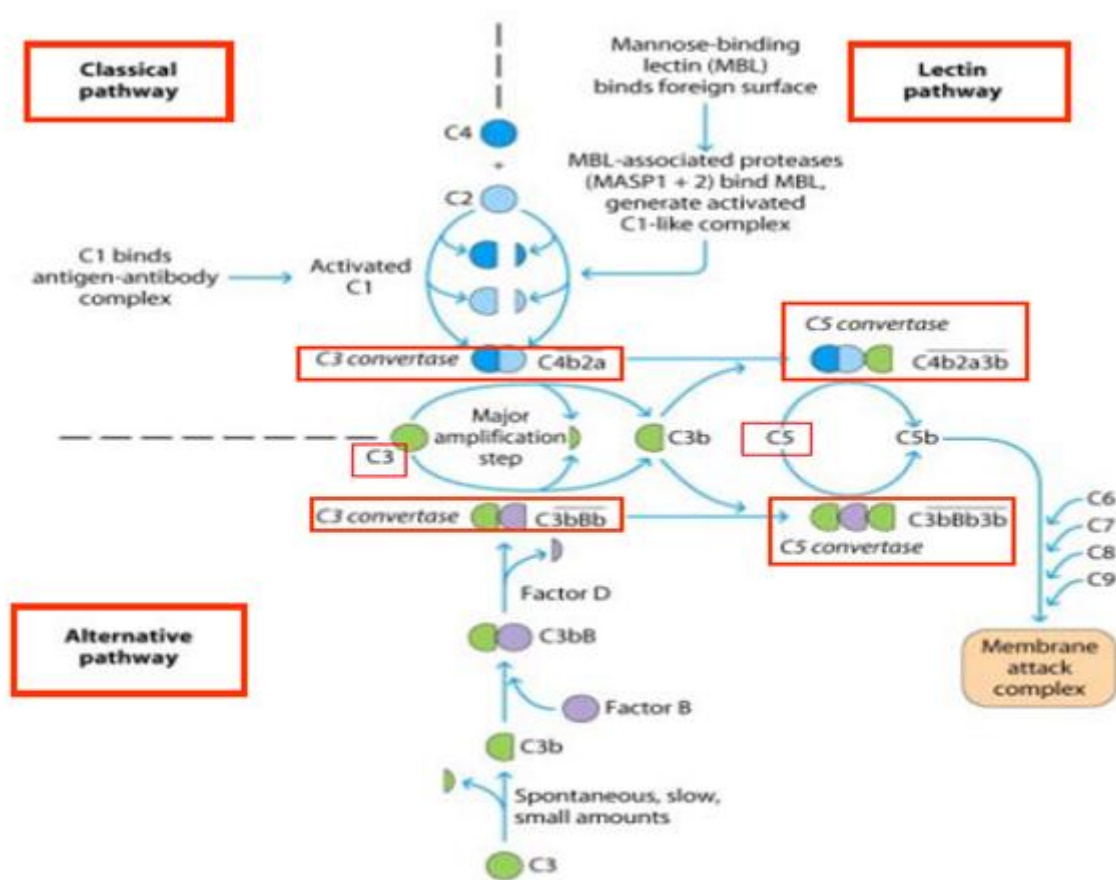 Classical
pathway
Mannose-binding
lectin (MBL)
binds foreign surface
Lectin
pathway
C4
+
C2
MBL-associated proteases
(MASP1 + 2) bind MBL,
generate activated
C1-like complex
C1 binds
antigen-antibody
complex
Activated
C1
C3 convertase
C4b2a
C5 convertase
C4b2a3b
C3
Major
amplification
step
C3b
C5
C5b
C3 convertase
C3bBb
C3bBb3b
C5 convertase
C6
C7
C8
C9
Membrane
attack
complex
Alternative
pathway
Factor D
C3bB
Factor B
C3b
Spontaneous, slow,
small amounts
C3